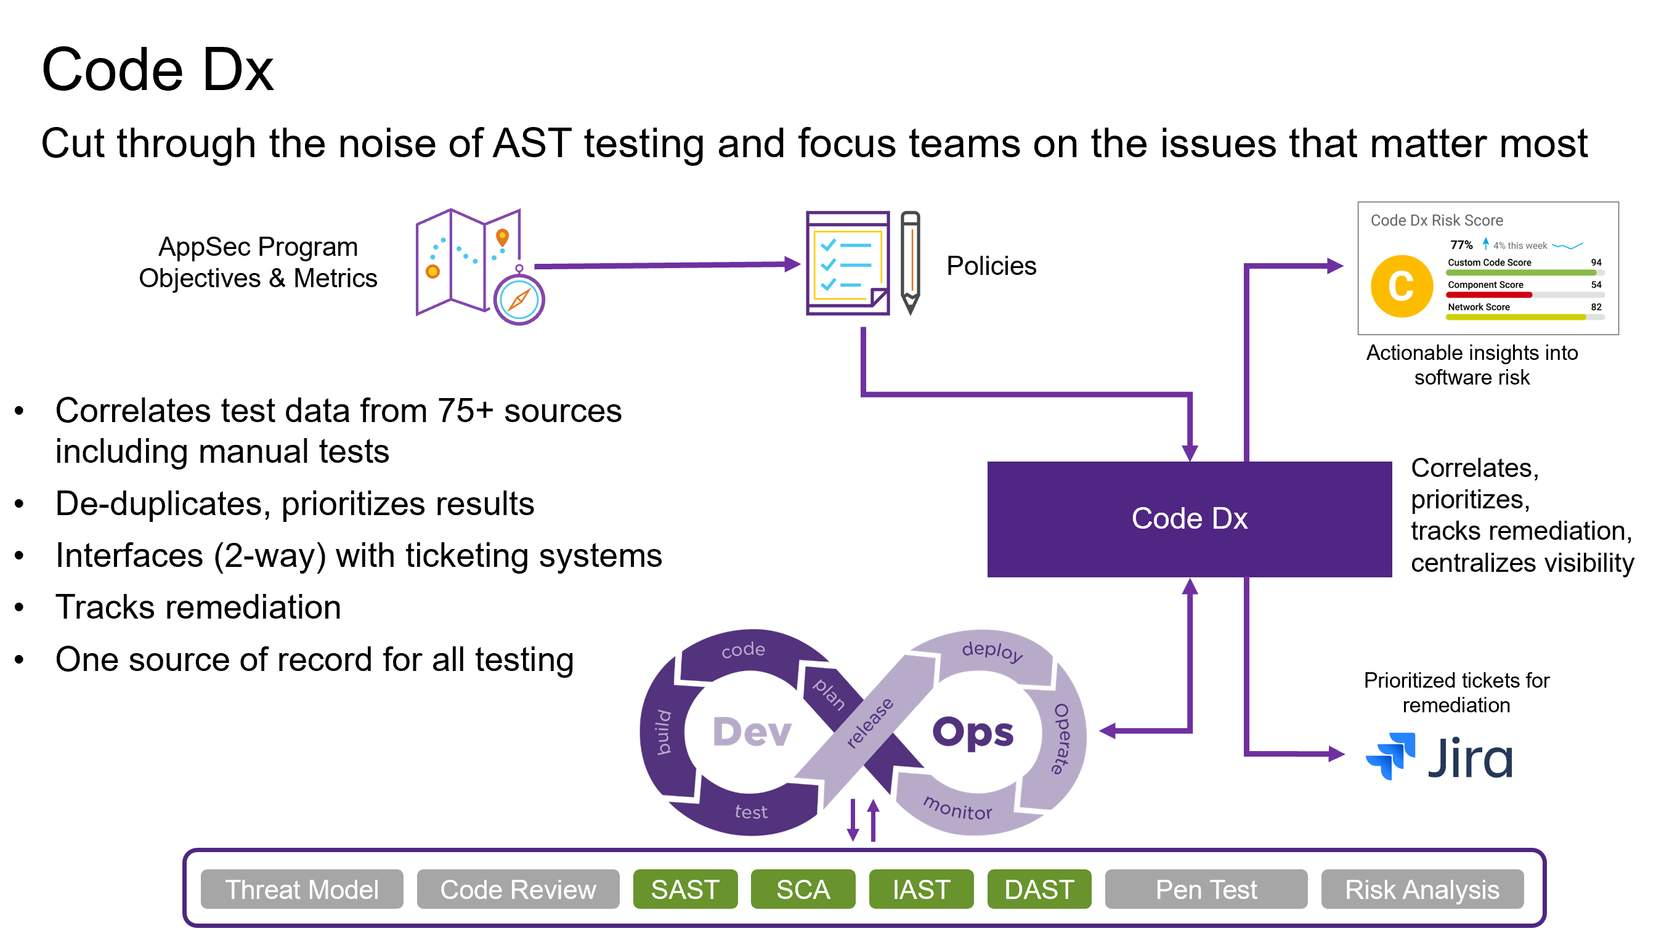 Code Dx
Cut through the noise of AST testing and focus teams on the issues that matter most
AppSec Program
Objectives & Metrics
Policies
Code Dx Risk Score
77%
4% this week
C
Custom Code Score 94
Component Score 54
Network Score 82
Actionable insights into
software risk
• Correlates test data from 75+ sources
including manual tests
• De-duplicates, prioritizes results
• Interfaces (2-way) with ticketing systems
• Tracks remediation
• One source of record for all testing
Code Dx
Correlates,
prioritizes,
tracks remediation,
centralizes visibility
code
plan
build
Dev
test
release
deploy
Ops
Operate
monitor
Prioritized tickets for
remediation
Jira
Threat Model
Code Review
SAST
SCA
IAST
DAST
Pen Test
Risk Analysis